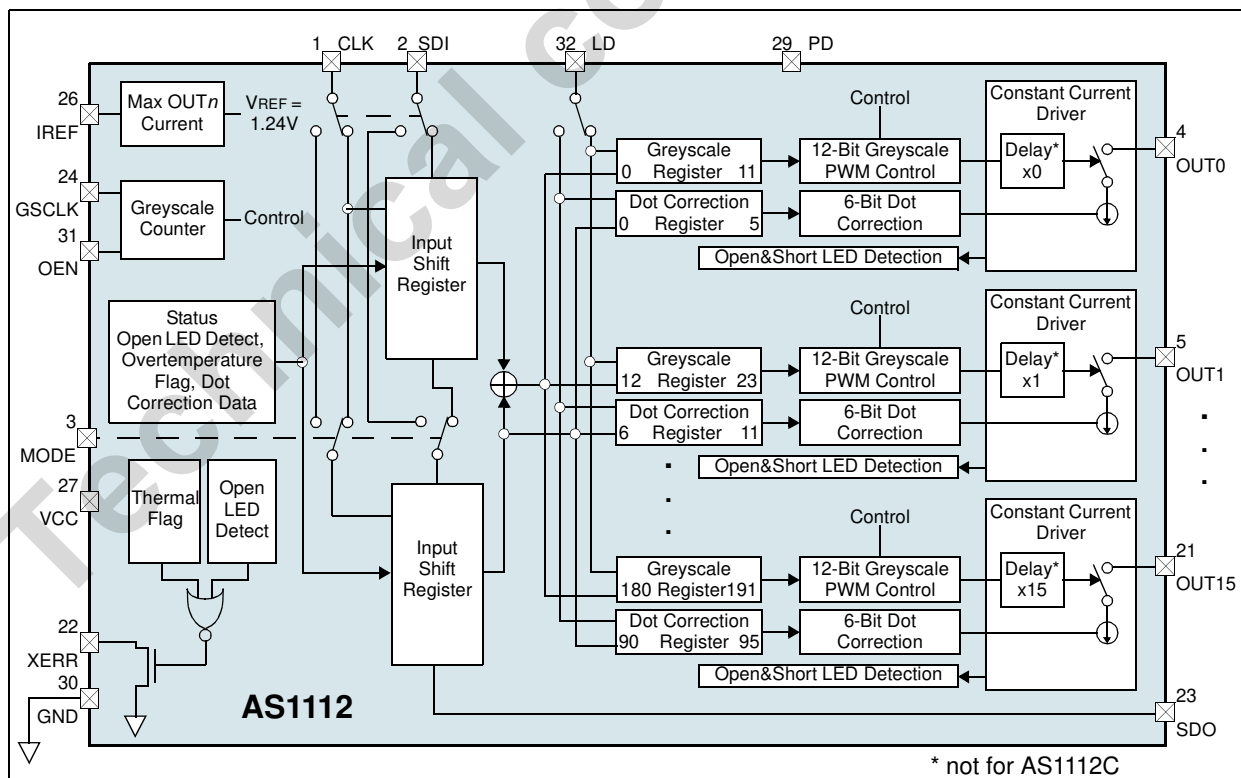 1 CLK
2 SDI
32 LD
29 PD
26
IREF
Max OUTn
Current
VREF =
1.24V
24
GSCLK
31
OEN
Greyscale
Counter
Control
Status
Open LED Detect,
Overtemperature
Flag, Dot
Correction Data
3
MODE
27
VCC
Thermal
Flag
Open
LED
Detect
22
XERR
30
GND
AS1112
Input
Shift
Register
Input
Shift
Register
Control
Greyscale
0 Register 11
12-Bit Greyscale
PWM Control
Dot Correction
0 Register 5
6-Bit Dot
Correction
Open&Short LED Detection
Constant Current
Driver
Delay*
x0
4
OUT0
Control
Greyscale
12 Register 23
12-Bit Greyscale
PWM Control
Dot Correction
6 Register 11
6-Bit Dot
Correction
Open&Short LED Detection
Constant Current
Driver
Delay*
x1
5
OUT1
Control
Greyscale
180 Register191
12-Bit Greyscale
PWM Control
Dot Correction
90 Register 95
6-Bit Dot
Correction
Open&Short LED Detection
Constant Current
Driver
Delay*
x15
21
OUT15
23
SDO
* not for AS1112C
Technical